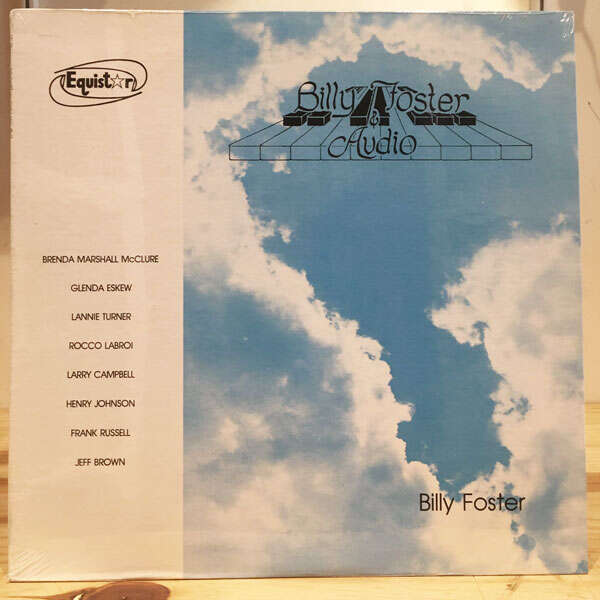 Equist☆r
Billy Foster
& Audio
BRENDA MARSHALL McCLURE
GLENDA ESKEW
LANNIE TURNER
ROCCO LABROI
LARRY CAMPBELL
HENRY JOHNSON
FRANK RUSSELL
JEFF BROWN
Billy Foster